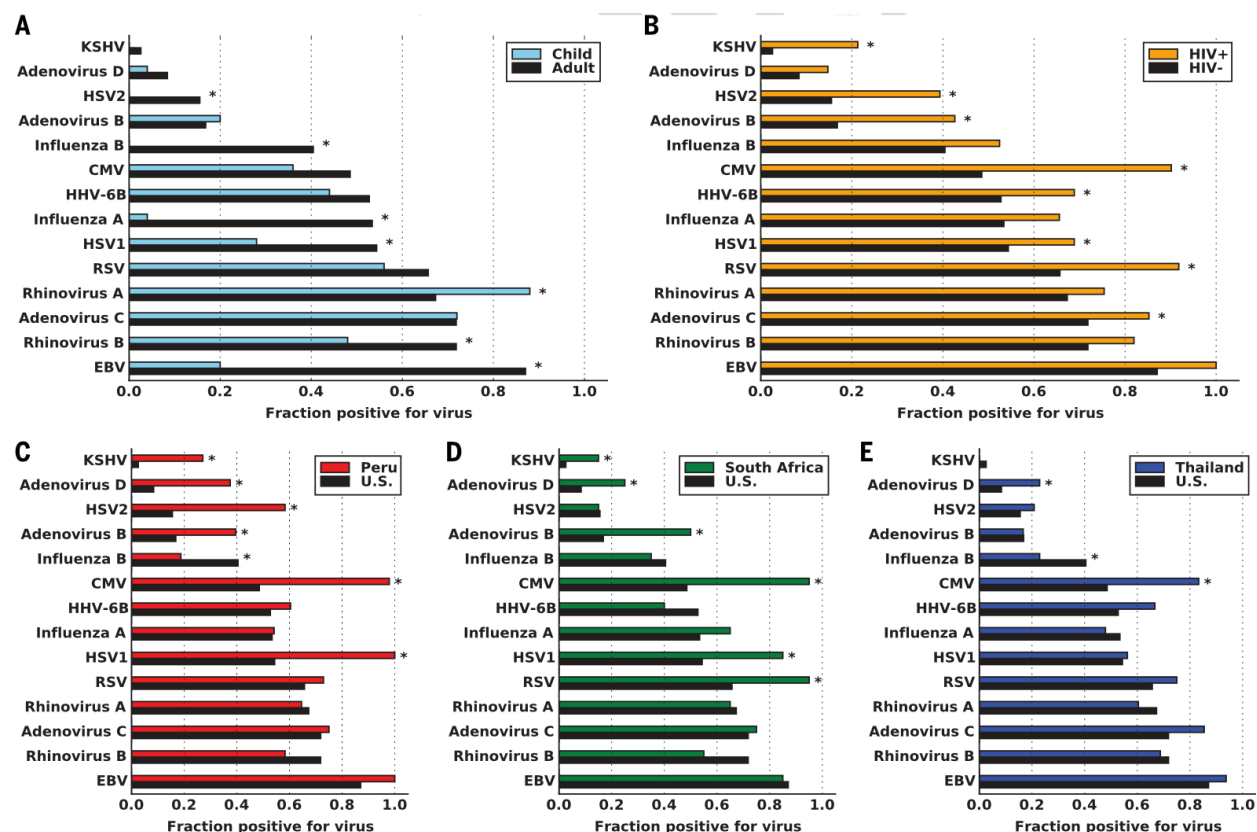 A
KSHV
Adenovirus D
HSV2
Adenovirus B
Influenza B
CMV
HHV-6B
Influenza A
HSV1
RSV
Rhinovirus A
Adenovirus C
Rhinovirus B
EBV
Child
Adult
*
*
*
*
*
*
*
0.0 0.2 0.4 0.6 0.8 1.0
Fraction positive for virus
B
KSHV
Adenovirus D
HSV2
Adenovirus B
Influenza B
CMV
HHV-6B
Influenza A
HSV1
RSV
Rhinovirus A
Adenovirus C
Rhinovirus B
EBV
HIV+
HIV-
*
*
*
*
*
*
*
*
0.0 0.2 0.4 0.6 0.8 1.0
Fraction positive for virus
C
KSHV
Adenovirus D
HSV2
Adenovirus B
Influenza B
CMV
HHV-6B
Influenza A
HSV1
RSV
Rhinovirus A
Adenovirus C
Rhinovirus B
EBV
Peru
U.S.
*
*
*
*
*
*
*
0.0 0.2 0.4 0.6 0.8 1.0
Fraction positive for virus
D
KSHV
Adenovirus D
HSV2
Adenovirus B
Influenza B
CMV
HHV-6B
Influenza A
HSV1
RSV
Rhinovirus A
Adenovirus C
Rhinovirus B
EBV
South Africa
U.S.
*
*
*
*
*
*
0.0 0.2 0.4 0.6 0.8 1.0
Fraction positive for virus
E
KSHV
Adenovirus D
HSV2
Adenovirus B
Influenza B
CMV
HHV-6B
Influenza A
HSV1
RSV
Rhinovirus A
Adenovirus C
Rhinovirus B
EBV
Thailand
U.S.
*
*
*
0.0 0.2 0.4 0.6 0.8 1.0
Fraction positive for virus